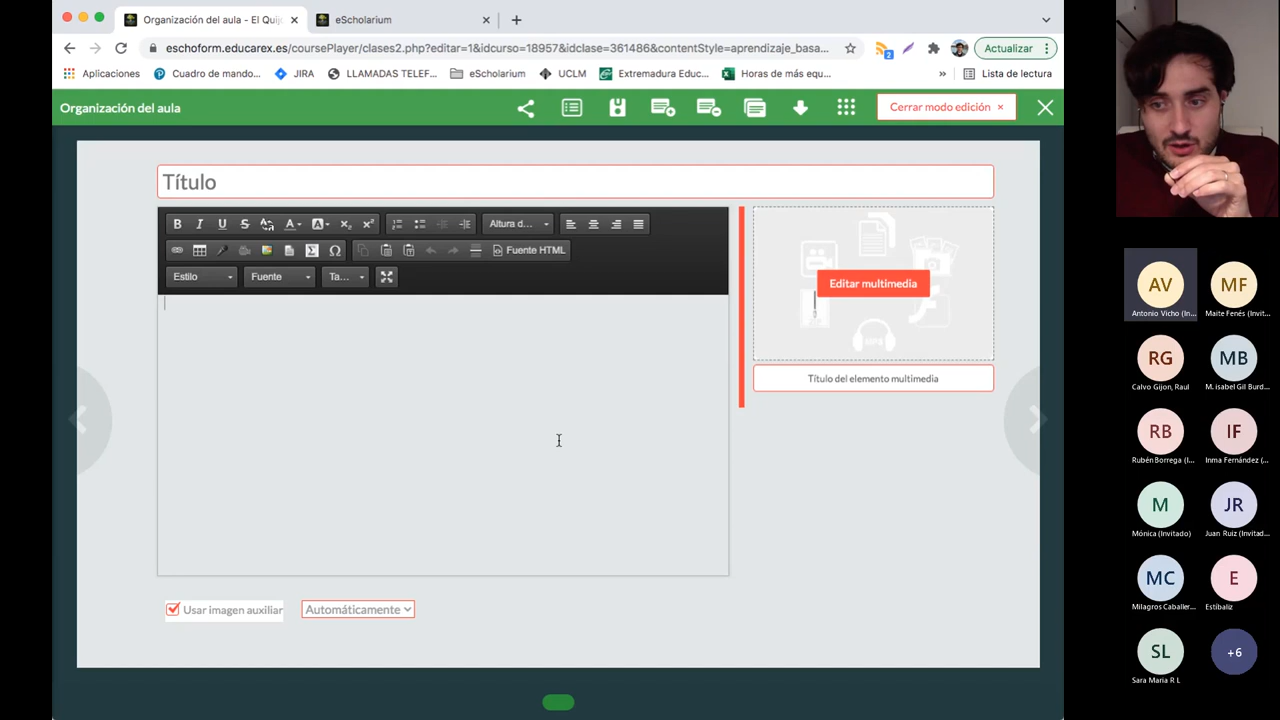 Organización del aula - El Quij
eScholarium
eschoform.educarex.es/coursePlayer/clases2.php?editar=1&idcurso=18957&idclase=361486&contentStyle=aprendizaje_basa...
2
Actualizar
Aplicaciones
Cuadro de mando...
JIRA
LLAMADAS TELEF...
eScholarium
UCLM
Extremadura Educ...
Horas de más equ...
»
Lista de lectura
Organización del aula
Cerrar modo edición ×
Título
B I U S A A x₂ x²
Altura d...
Σ Ω
Fuente HTML
Estilo
Fuente
Ta...
Editar multimedia
MP3
Título del elemento multimedia
Usar imagen auxiliar
Automáticamente
AV
Antonio Vicho (In...
MF
Maite Fenés (Invit...
RG
Calvo Gijon, Raul
MB
M. isabel Gil Burd...
RB
Rubén Borrega (I...
IF
Inma Fernández (...
M
Mónica (Invitado)
JR
Juan Ruiz (Invitad...
MC
Milagros Caballer...
E
Estíbaliz
SL
Sara Maria R L
+6